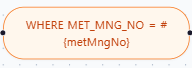 WHERE MET_MNG_NO = #
{metMngNo}